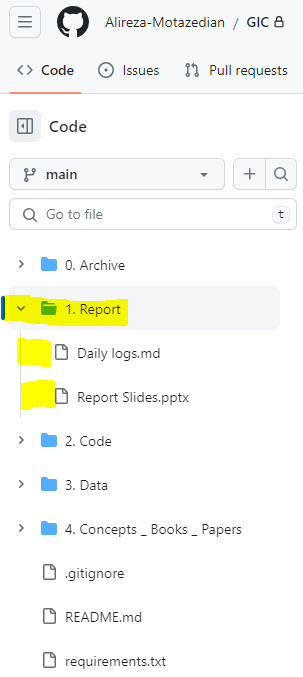 Alireza-Motazedian / GIC
Code Issues Pull requests
Code
main
Go to file t
0. Archive
1. Report
Daily logs.md
Report Slides.pptx
2. Code
3. Data
4. Concepts _ Books _ Papers
.gitignore
README.md
requirements.txt